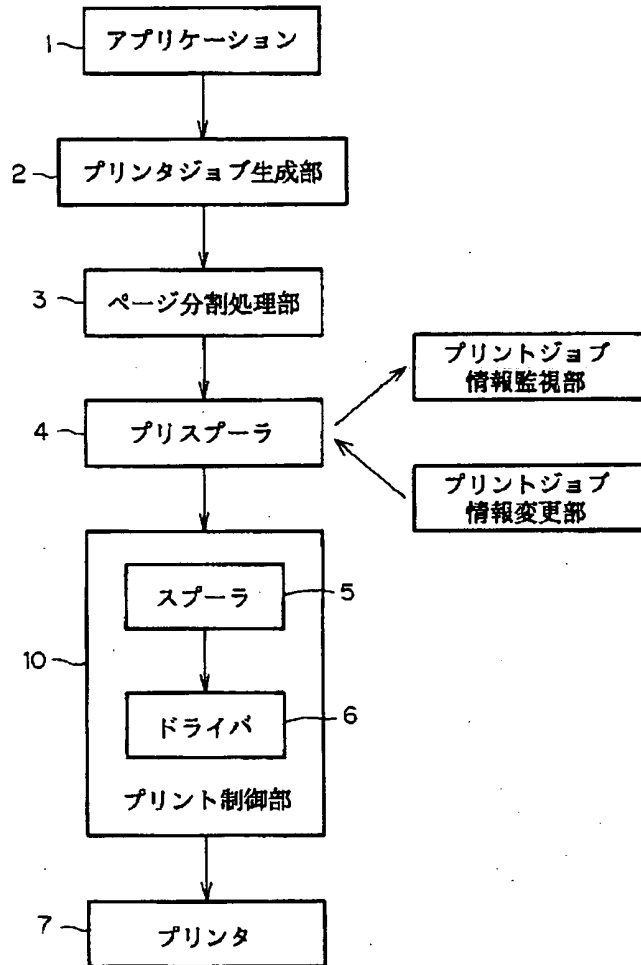 1
アプリケーション
2
プリンタジョブ生成部
3
ページ分割処理部
プリントジョブ
情報監視部
4
プリスプーラ
プリントジョブ
情報変更部
スプーラ
5
10
ドライバ
6
プリント制御部
7
プリンタ